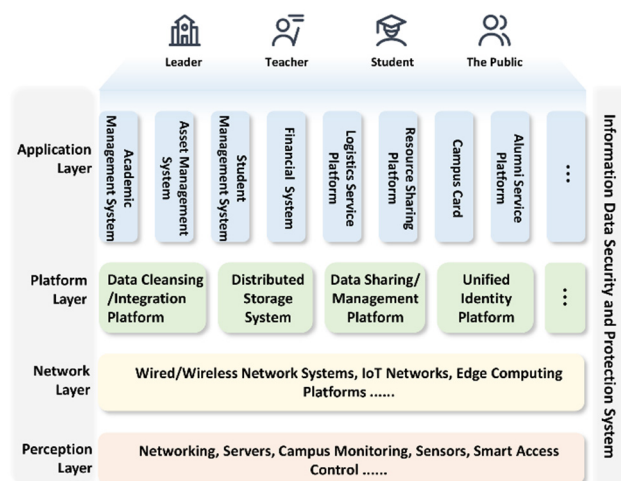 Leader
Teacher
Student
The Public
Application
Layer
Academic
Management System
Asset Management
System
Student
Management System
Financial System
Logistics Service
Platform
Resource Sharing
Platform
Campus Card
Alumni Service
Platform
...
Platform
Layer
Data Cleansing
/Integration
Platform
Distributed
Storage
System
Data Sharing/
Management
Platform
Unified
Identity
Platform
...
Network
Layer
Wired/Wireless Network Systems, IoT Networks, Edge Computing
Platforms ......
Perception
Layer
Networking, Servers, Campus Monitoring, Sensors, Smart Access
Control ......
Information Data Security and Protection System